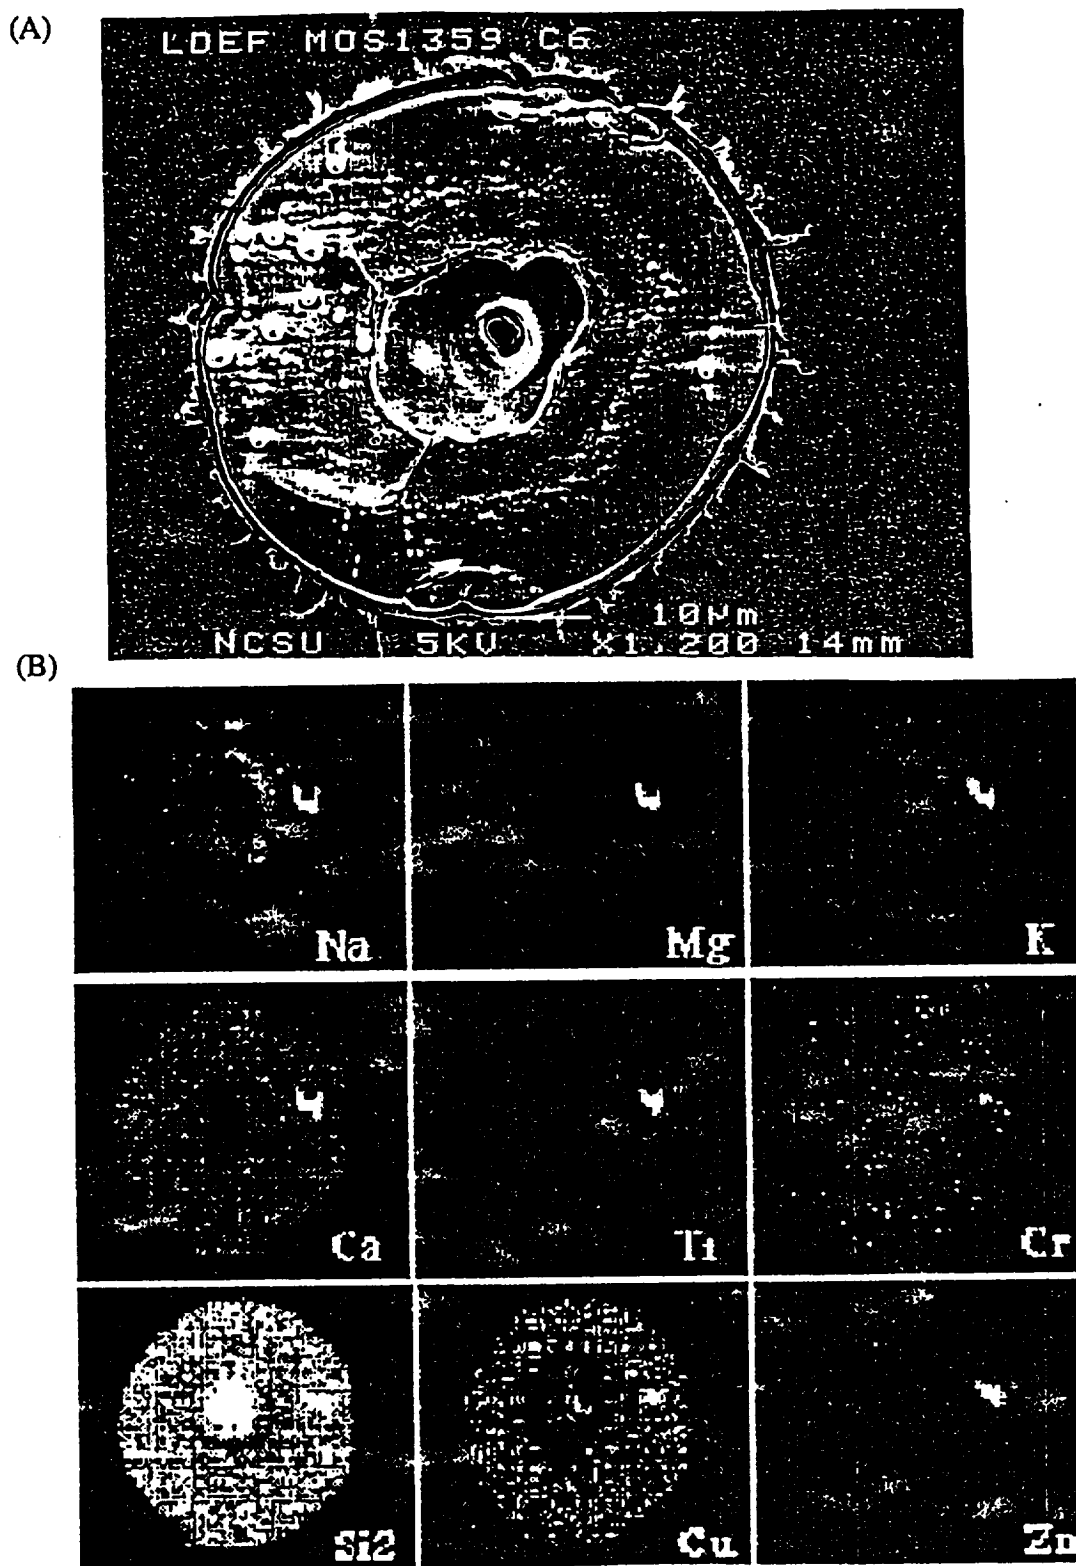 (A)
LDEF MOS1359 C6
10µm
NCSU 5KV X1,200 14mm
(B)
Na Mg K
Ca Ti Cr
Si2 Cu Zn